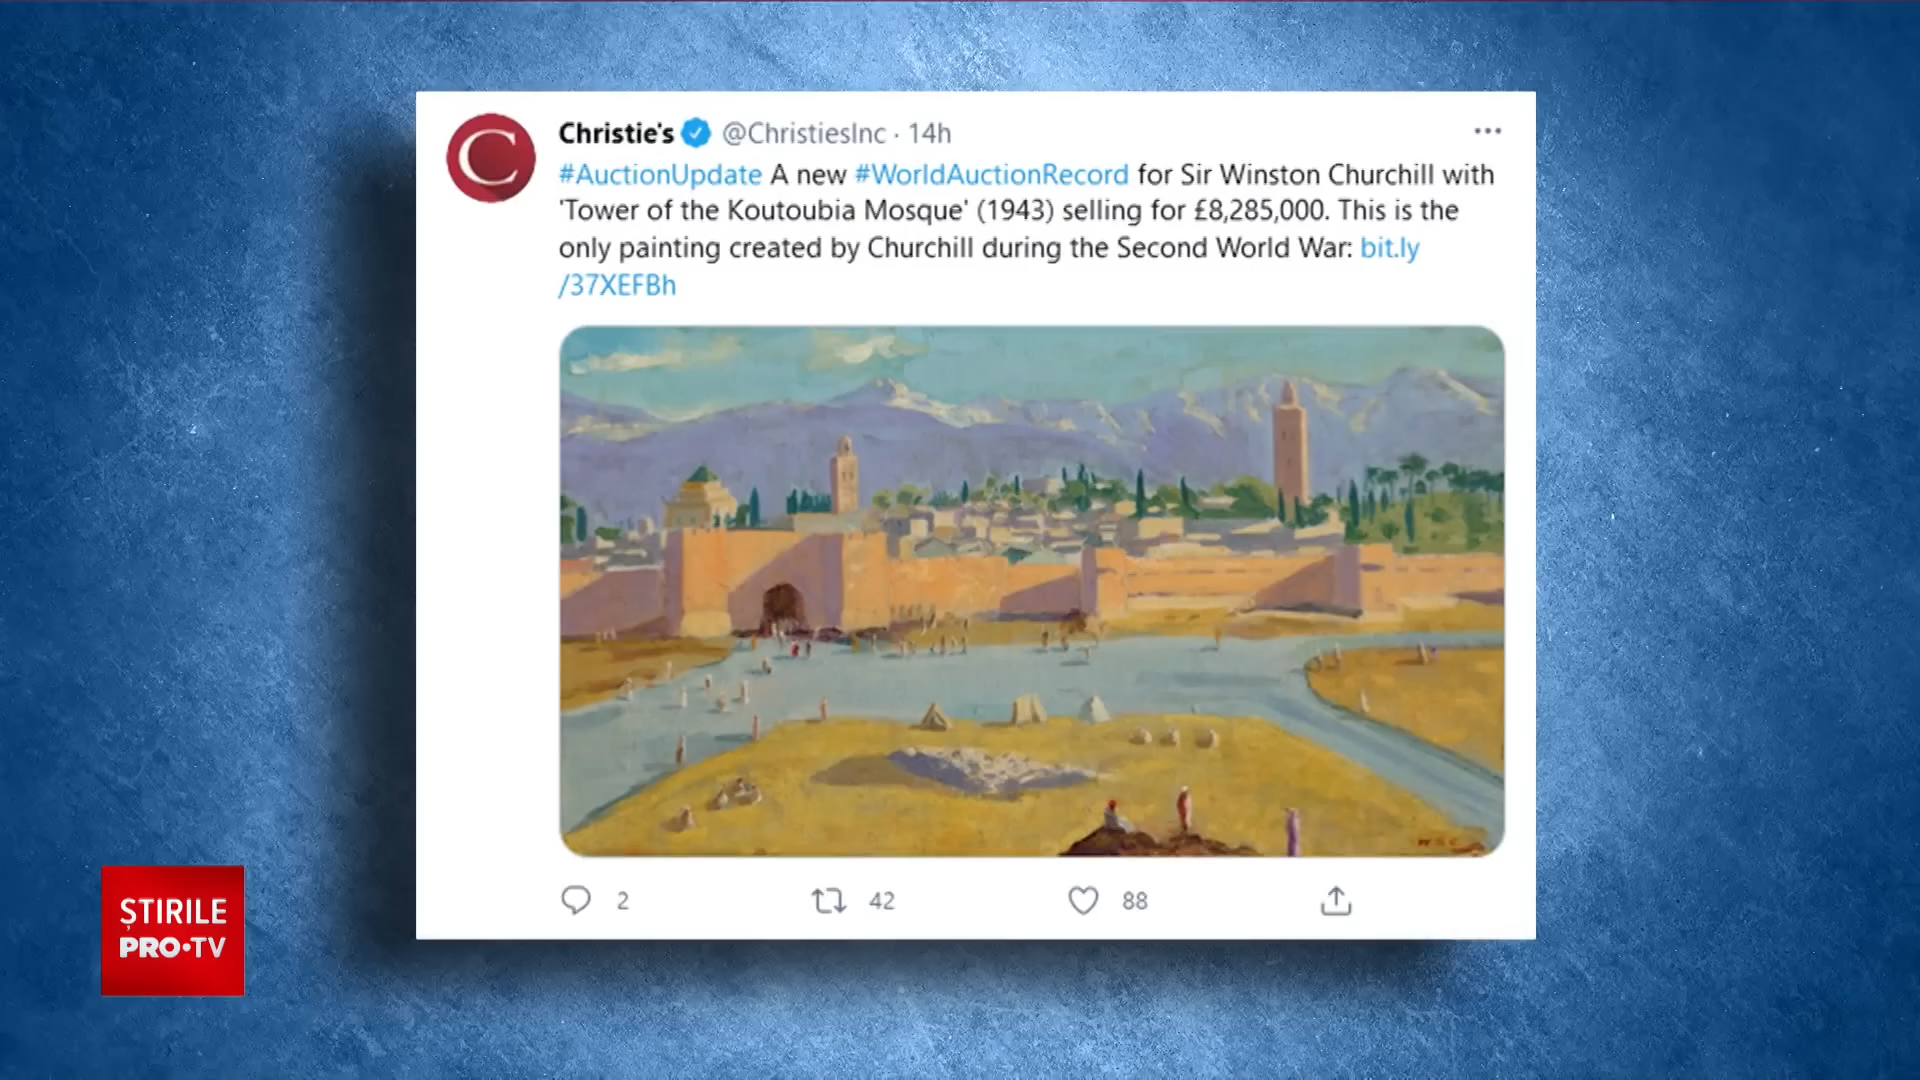 Christie's @ChristiesInc · 14h
#AuctionUpdate A new #WorldAuctionRecord for Sir Winston Churchill with
'Tower of the Koutoubia Mosque' (1943) selling for £8,285,000. This is the
only painting created by Churchill during the Second World War: bit.ly
/37XEFBh
W S C
2 42 88
ȘTIRILE
PRO•TV